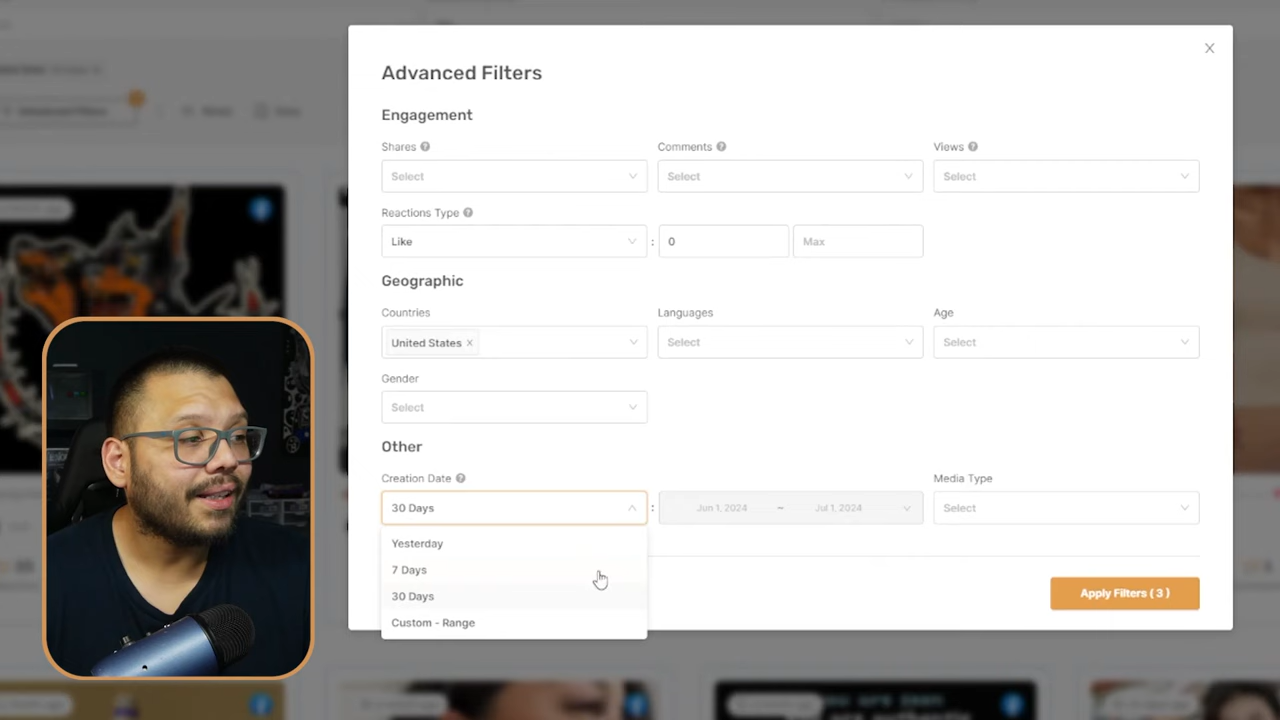 Advanced Filters
Engagement
Shares Comments Views
Select Select Select
Reactions Type
Like : 0 Max
Geographic
Countries Languages Age
United States x Select Select
Gender
Select
Other
Creation Date Media Type
30 Days : Jun 1, 2024 ~ Jul 1, 2024 Select
Yesterday
7 Days
30 Days
Custom - Range
Apply Filters ( 3 )